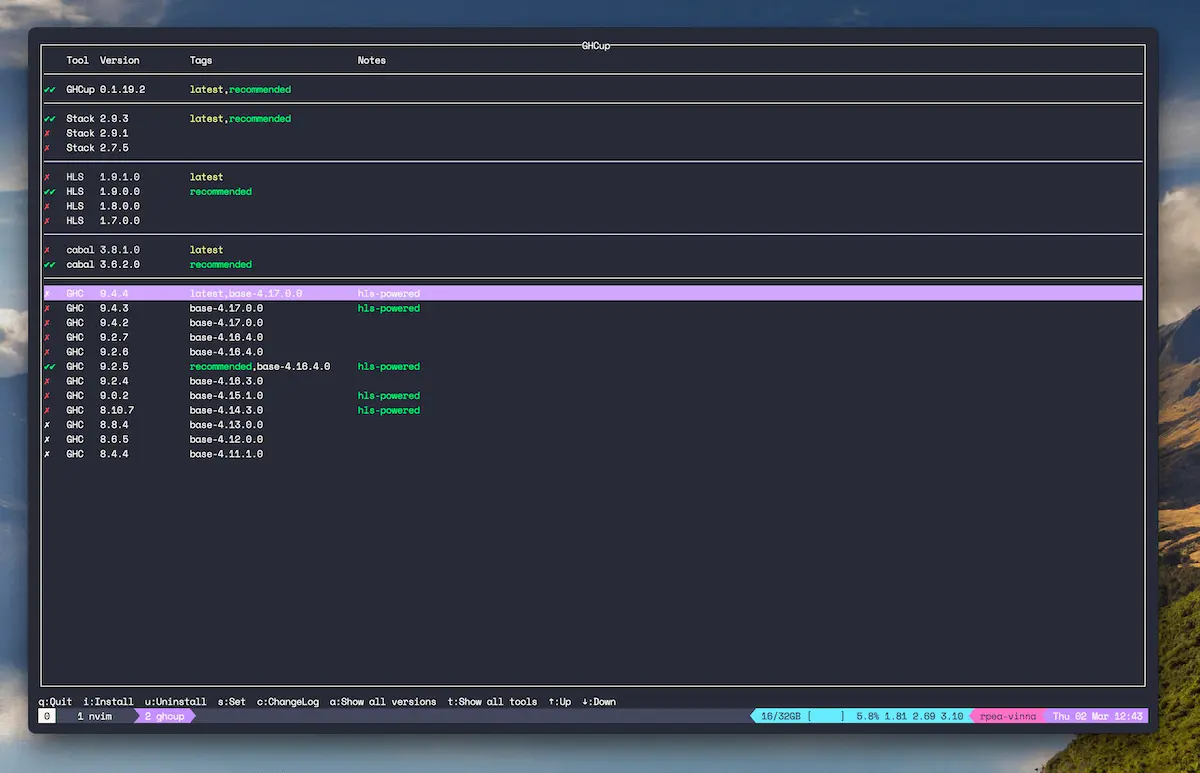 GHCup
Tool Version Tags Notes
✔✔ GHCup 0.1.19.2 latest,recommended
✔✔ Stack 2.9.3 latest,recommended
✗ Stack 2.9.1
✗ Stack 2.7.5
✗ HLS 1.9.1.0 latest
✔✔ HLS 1.9.0.0 recommended
✗ HLS 1.8.0.0
✗ HLS 1.7.0.0
✗ cabal 3.8.1.0 latest
✔✔ cabal 3.6.2.0 recommended
✗ GHC 9.4.4 latest,base-4.17.0.0 hls-powered
✗ GHC 9.4.3 base-4.17.0.0 hls-powered
✗ GHC 9.4.2 base-4.17.0.0
✗ GHC 9.2.7 base-4.16.4.0
✗ GHC 9.2.6 base-4.16.4.0
✔✔ GHC 9.2.5 recommended,base-4.16.4.0 hls-powered
✗ GHC 9.2.4 base-4.16.3.0
✗ GHC 9.0.2 base-4.15.1.0 hls-powered
✗ GHC 8.10.7 base-4.14.3.0 hls-powered
✗ GHC 8.8.4 base-4.13.0.0
✗ GHC 8.6.5 base-4.12.0.0
✗ GHC 8.4.4 base-4.11.1.0
q:Quit i:Install u:Uninstall s:Set c:ChangeLog a:Show all versions t:Show all tools ↑:Up ↓:Down
0 1 nvim 2 ghcup 16/32GB [ ] 5.8% 1.81 2.69 3.10 rpea-vinna Thu 02 Mar 12:43